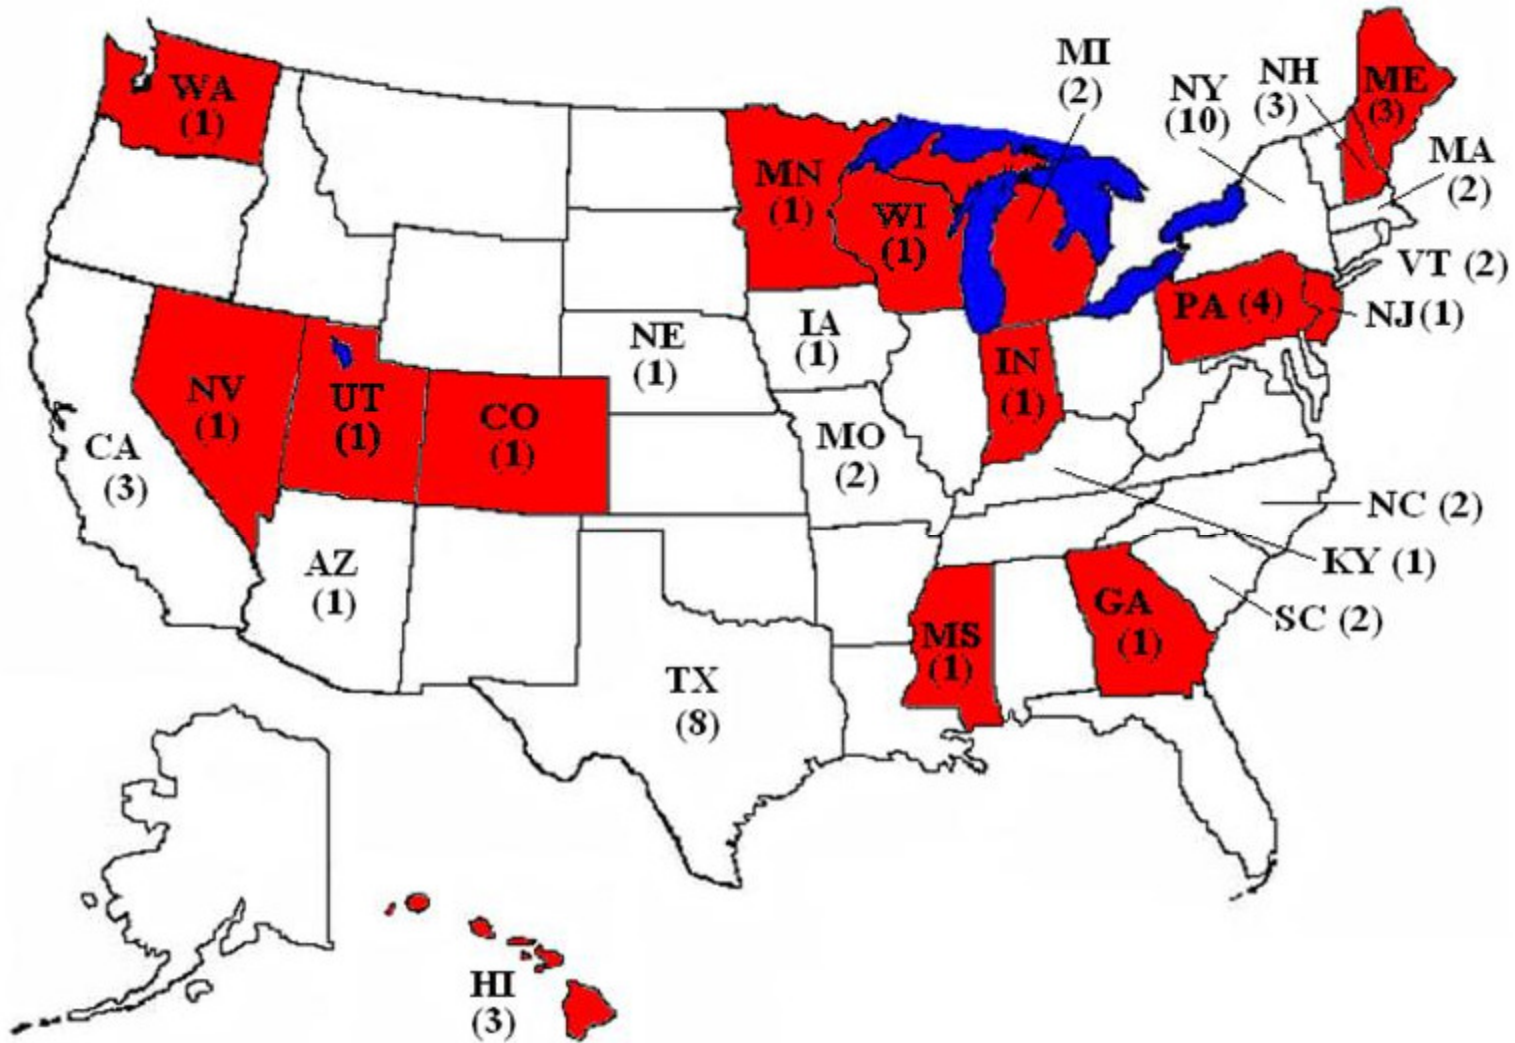 MI
(2)
NY
(10)
NH
(3)
ME
(3)
WA
(1)
MA
(2)
MN
(1)
WI
(1)
VT (2)
PA (4)
NJ (1)
NE
(1)
IA
(1)
IN
(1)
NV
(1)
UT
(1)
CO
(1)
CA
(3)
MO
(2)
NC (2)
AZ
(1)
KY (1)
GA
(1)
SC (2)
MS
(1)
TX
(8)
HI
(3)